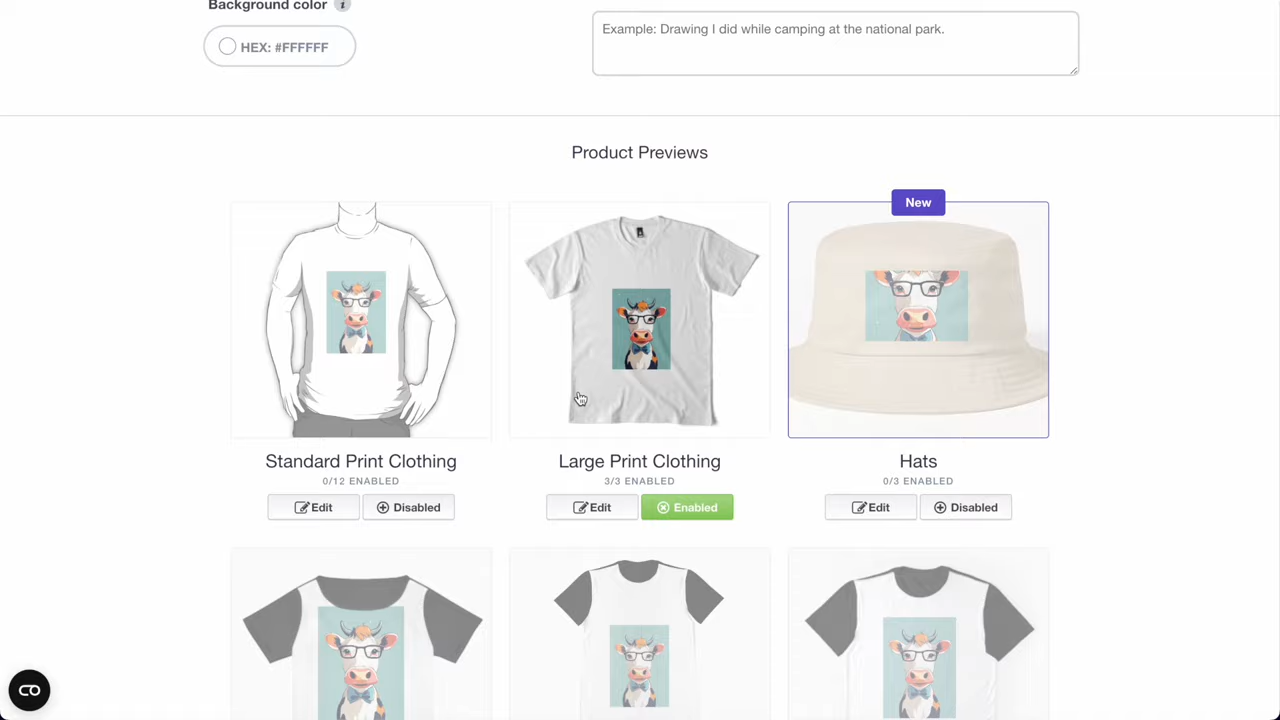 Background color i
HEX: #FFFFFF
Example: Drawing I did while camping at the national park.
Product Previews
New
Standard Print Clothing
0/12 ENABLED
Edit
Disabled
Large Print Clothing
3/3 ENABLED
Edit
Enabled
Hats
0/3 ENABLED
Edit
Disabled